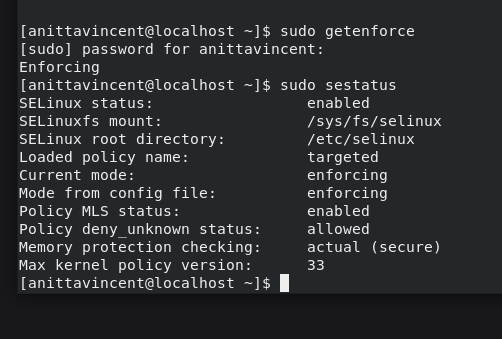 [anittavincent@localhost ~]$ sudo getenforce
[sudo] password for anittavincent:
Enforcing
[anittavincent@localhost ~]$ sudo sestatus
SELinux status:                 enabled
SELinuxfs mount:                /sys/fs/selinux
SELinux root directory:         /etc/selinux
Loaded policy name:             targeted
Current mode:                   enforcing
Mode from config file:          enforcing
Policy MLS status:              enabled
Policy deny_unknown status:     allowed
Memory protection checking:     actual (secure)
Max kernel policy version:      33
[anittavincent@localhost ~]$